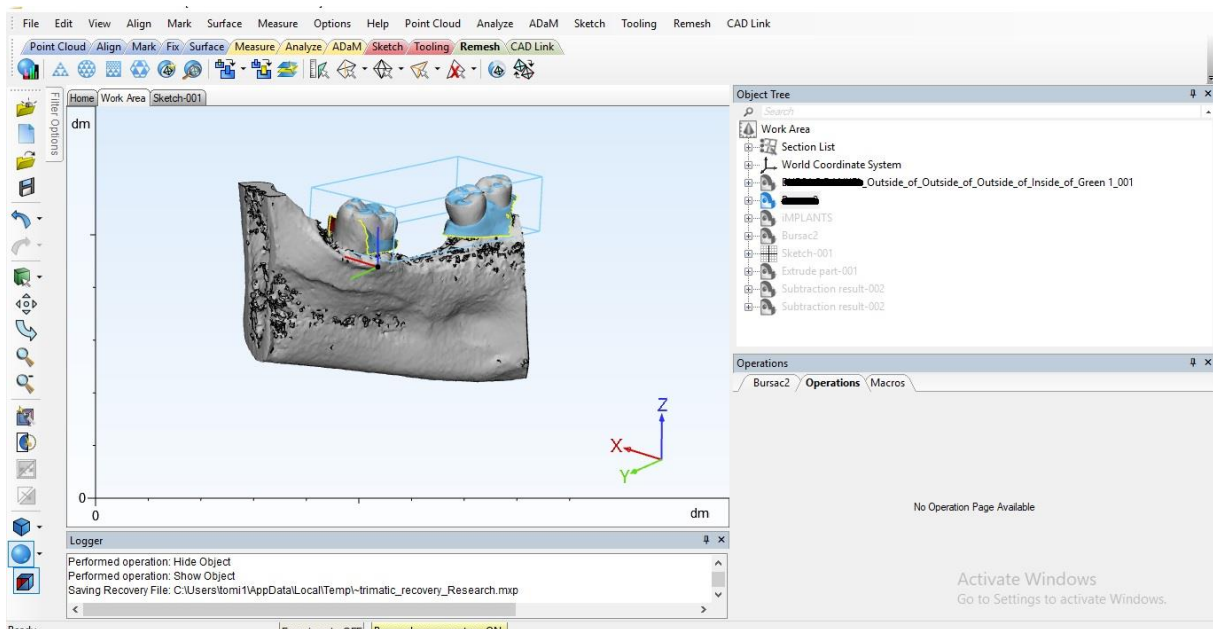 File Edit View Align Mark Surface Measure Options Help Point Cloud Analyze ADaM Sketch Tooling Remesh CAD Link
Point Cloud Align Mark Fix Surface Measure Analyze ADaM Sketch Tooling Remesh CAD Link
Filter Options
Home Work Area Sketch-001
dm
Z
X
Y
0
0
dm
Object Tree
Search
Work Area
Section List
World Coordinate System
_Outside_of_Outside_of_Outside_of_Inside_of_Green 1_001
iMPLANTS
Bursac2
Sketch-001
Extrude part-001
Subtraction result-002
Subtraction result-002
Operations
Bursac2 Operations Macros
No Operation Page Available
Logger
Performed operation: Hide Object
Performed operation: Show Object
Saving Recovery File: C:\Users\tomi1\AppData\Local\Temp\~trimatic_recovery_Research.mxp
Activate Windows
Go to Settings to activate Windows.